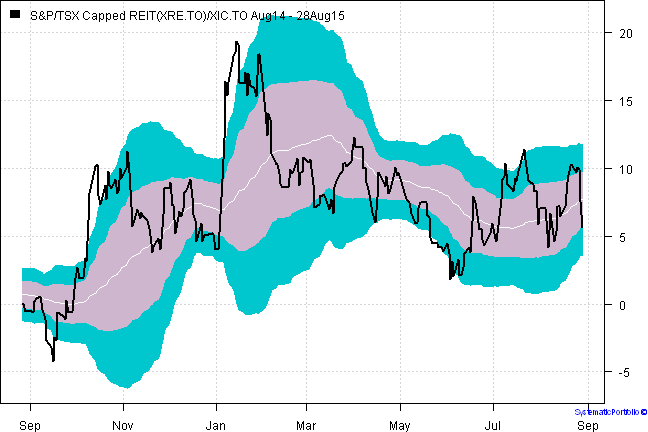 S&P/TSX Capped REIT(XRE.TO)/XIC.TO Aug14 - 28Aug15
20
15
10
5
0
-5
SystematicPortfolio ©
Sep Nov Jan Mar May Jul Sep